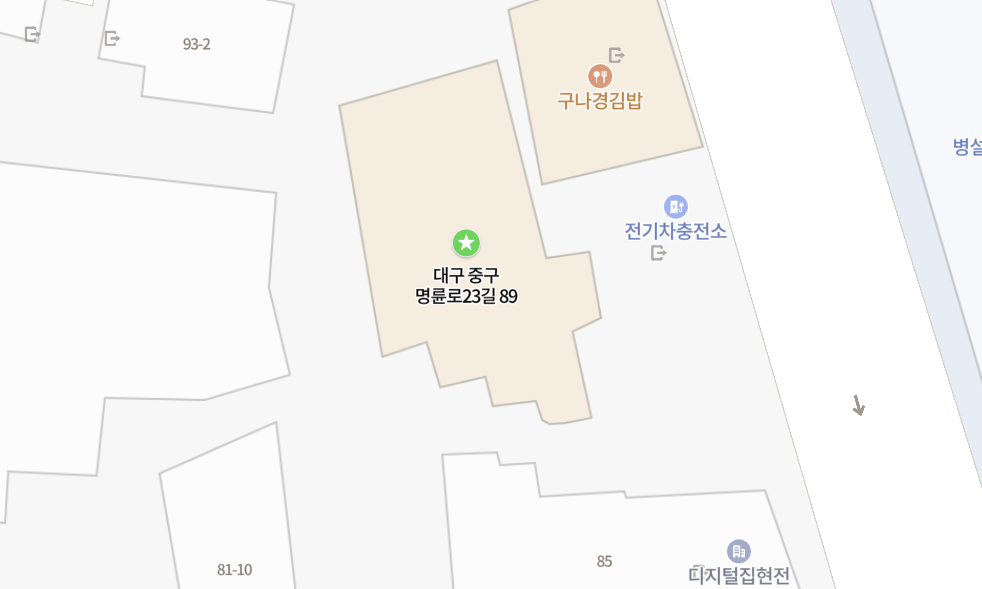 93-2
구나경김밥
병설
전기차충전소
대구 중구
명륜로23길 89
85
81-10
디지털집현전